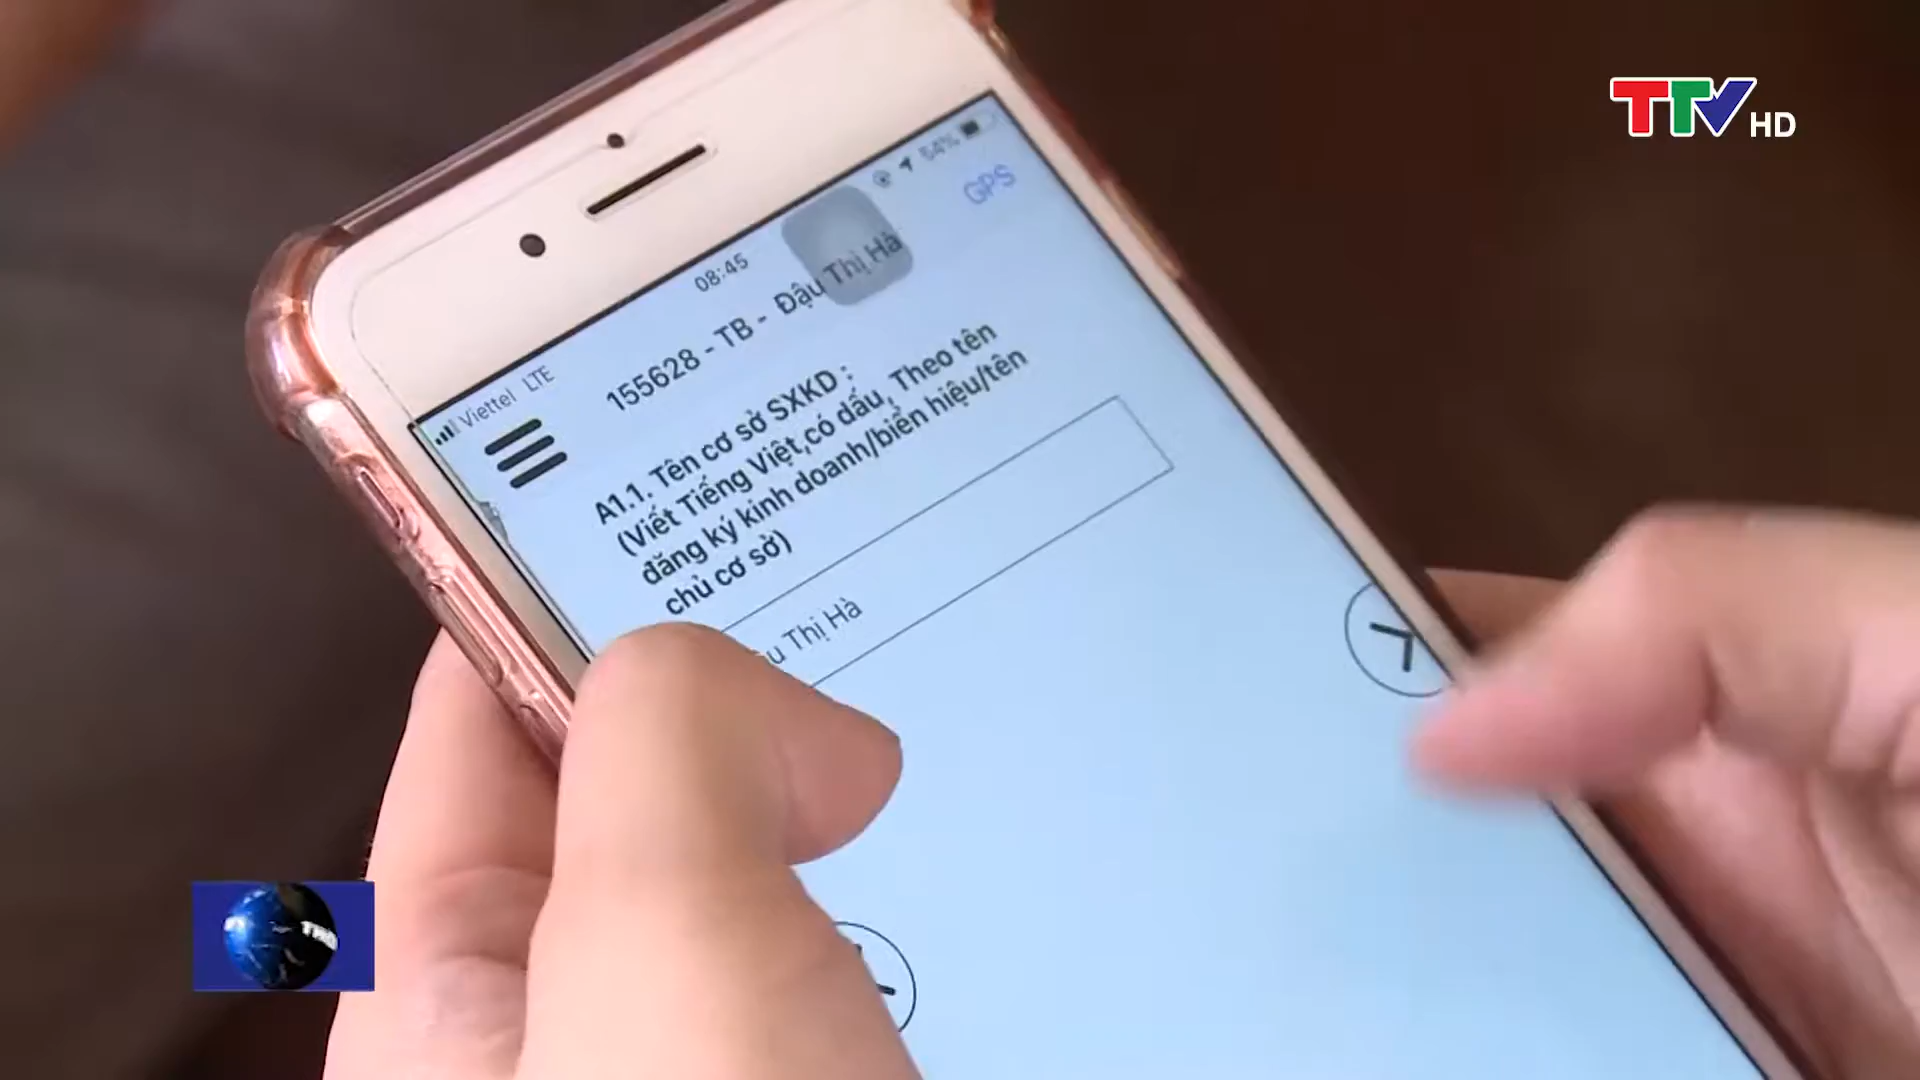 TTV HD
Viettel LTE
08:45
54%
GPS
155628 - TB - Đậu Thị Hà
A1.1. Tên cơ sở SXKD :
(Viết Tiếng Việt,có dấu, Theo tên
đăng ký kinh doanh/biển hiệu/tên
chủ cơ sở)
Thị Hà